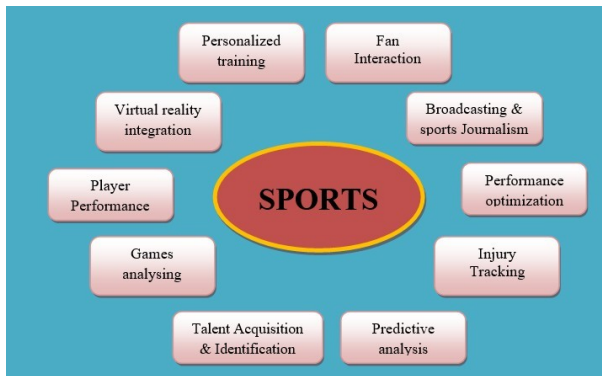 Personalized
training
Fan
Interaction
Virtual reality
integration
Broadcasting &
sports Journalism
Player
Performance
SPORTS
Performance
optimization
Games
analysing
Injury
Tracking
Talent Acquisition
& Identification
Predictive
analysis